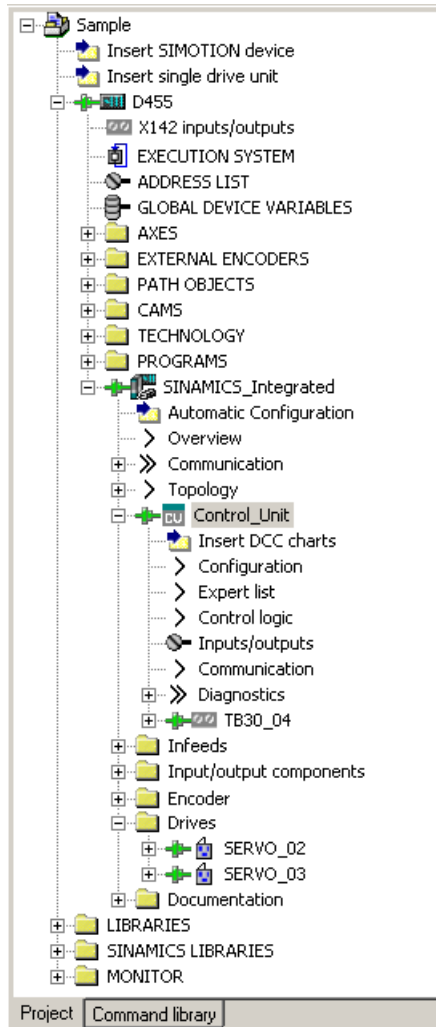 Sample
Insert SIMOTION device
Insert single drive unit
D455
X142 inputs/outputs
EXECUTION SYSTEM
ADDRESS LIST
GLOBAL DEVICE VARIABLES
AXES
EXTERNAL ENCODERS
PATH OBJECTS
CAMS
TECHNOLOGY
PROGRAMS
SINAMICS_Integrated
Automatic Configuration
Overview
Communication
Topology
CU Control_Unit
Insert DCC charts
Configuration
Expert list
Control logic
Inputs/outputs
Communication
Diagnostics
TB30_04
Infeeds
Input/output components
Encoder
Drives
SERVO_02
SERVO_03
Documentation
LIBRARIES
SINAMICS LIBRARIES
MONITOR
Project Command library